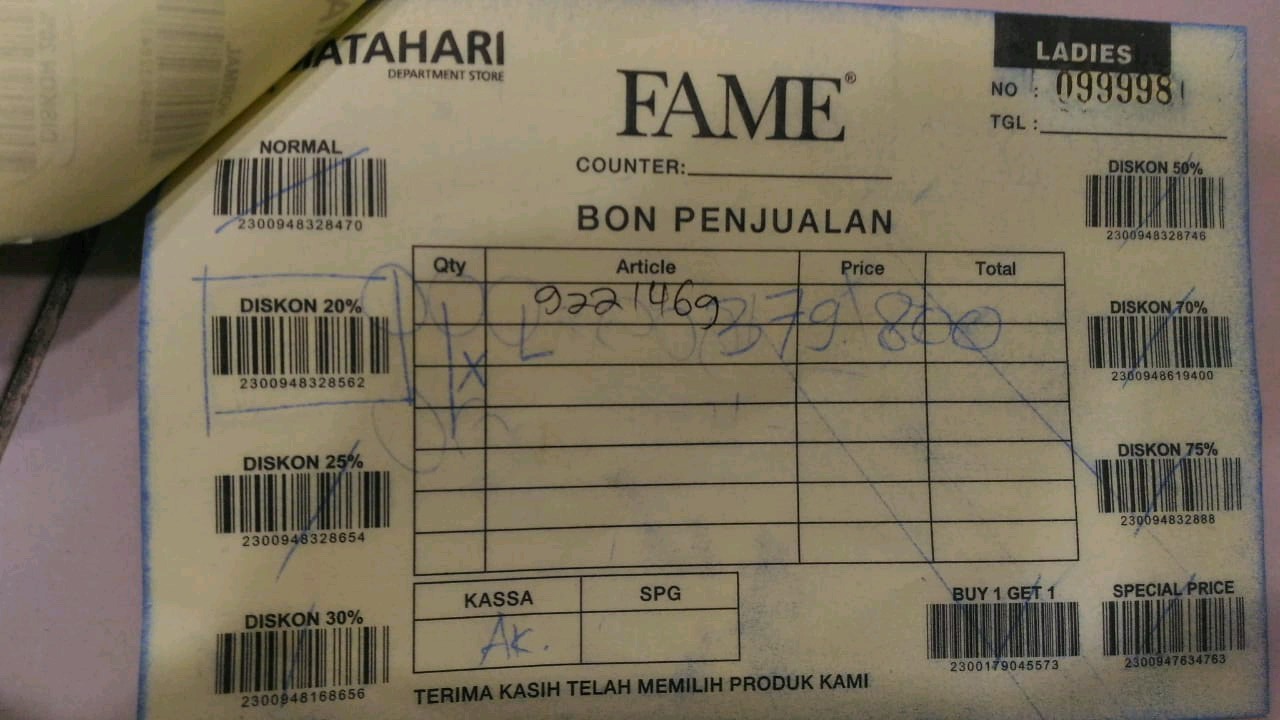 MATAHARI
DEPARTMENT STORE
FAME®
LADIES
NO : 099998
TGL :
COUNTER:
BON PENJUALAN
NORMAL
2300948328470
DISKON 20%
2300948328562
DISKON 25%
2300948328654
DISKON 30%
2300948168656
Qty Article Price Total
9221469
1 x L 379.800
KASSA SPG
AK.
DISKON 50%
2300948328746
DISKON 70%
2300948619400
DISKON 75%
230094832888
BUY 1 GET 1
2300179045573
SPECIAL PRICE
2300947634763
TERIMA KASIH TELAH MEMILIH PRODUK KAMI